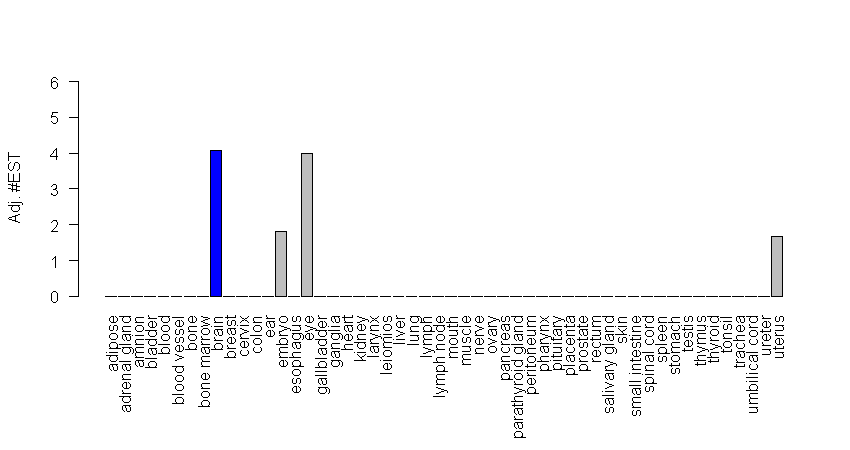 Adj. #EST
6
5
4
3
2
1
0
adipose
adrenal gland
amnion
bladder
blood
blood vessel
bone
bone marrow
brain
breast
cervix
colon
ear
embryo
esophagus
eye
gallbladder
ganglia
heart
kidney
larynx
leiomios
liver
lung
lymph
lymph node
mouth
muscle
nerve
ovary
pancreas
parathyroid gland
peritoneum
pharynx
pituitary
placenta
prostate
rectum
salivary gland
skin
small intestine
spinal cord
spleen
stomach
testis
thymus
thyroid
tonsil
trachea
umbilical cord
ureter
uterus